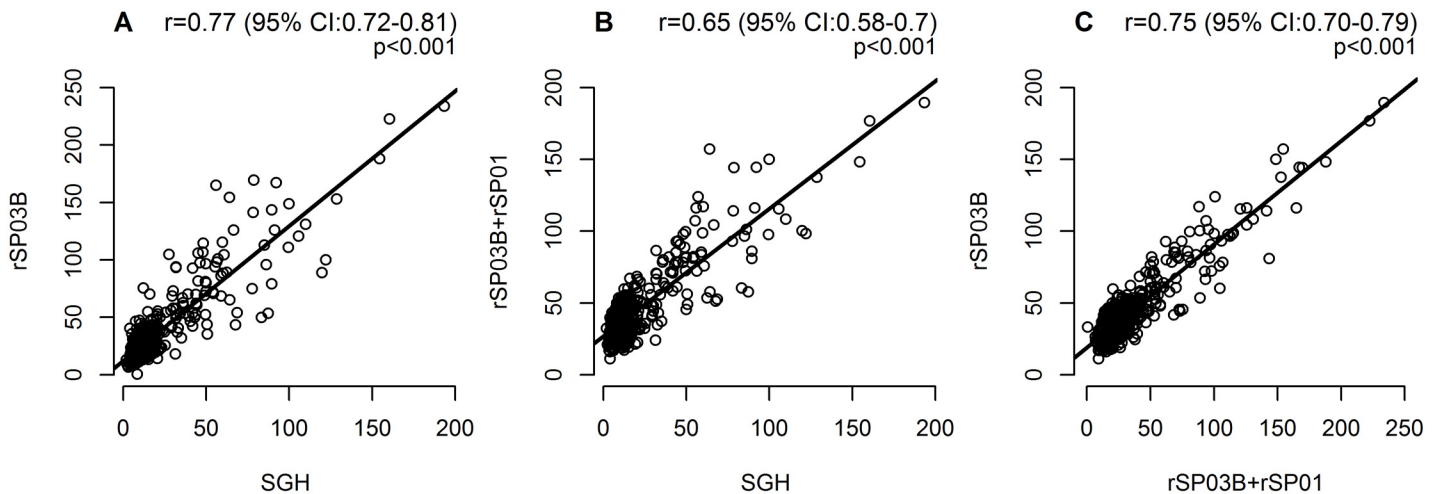 A r=0.77 (95% CI:0.72-0.81)
p<0.001
rSP03B
250
200
150
100
50
0
0 50 100 150 200
SGH
B r=0.65 (95% CI:0.58-0.7)
p<0.001
rSP03B+rSP01
200
150
100
50
0
0 50 100 150 200
SGH
C r=0.75 (95% CI:0.70-0.79)
p<0.001
rSP03B
200
150
100
50
0
0 50 100 150 200 250
rSP03B+rSP01